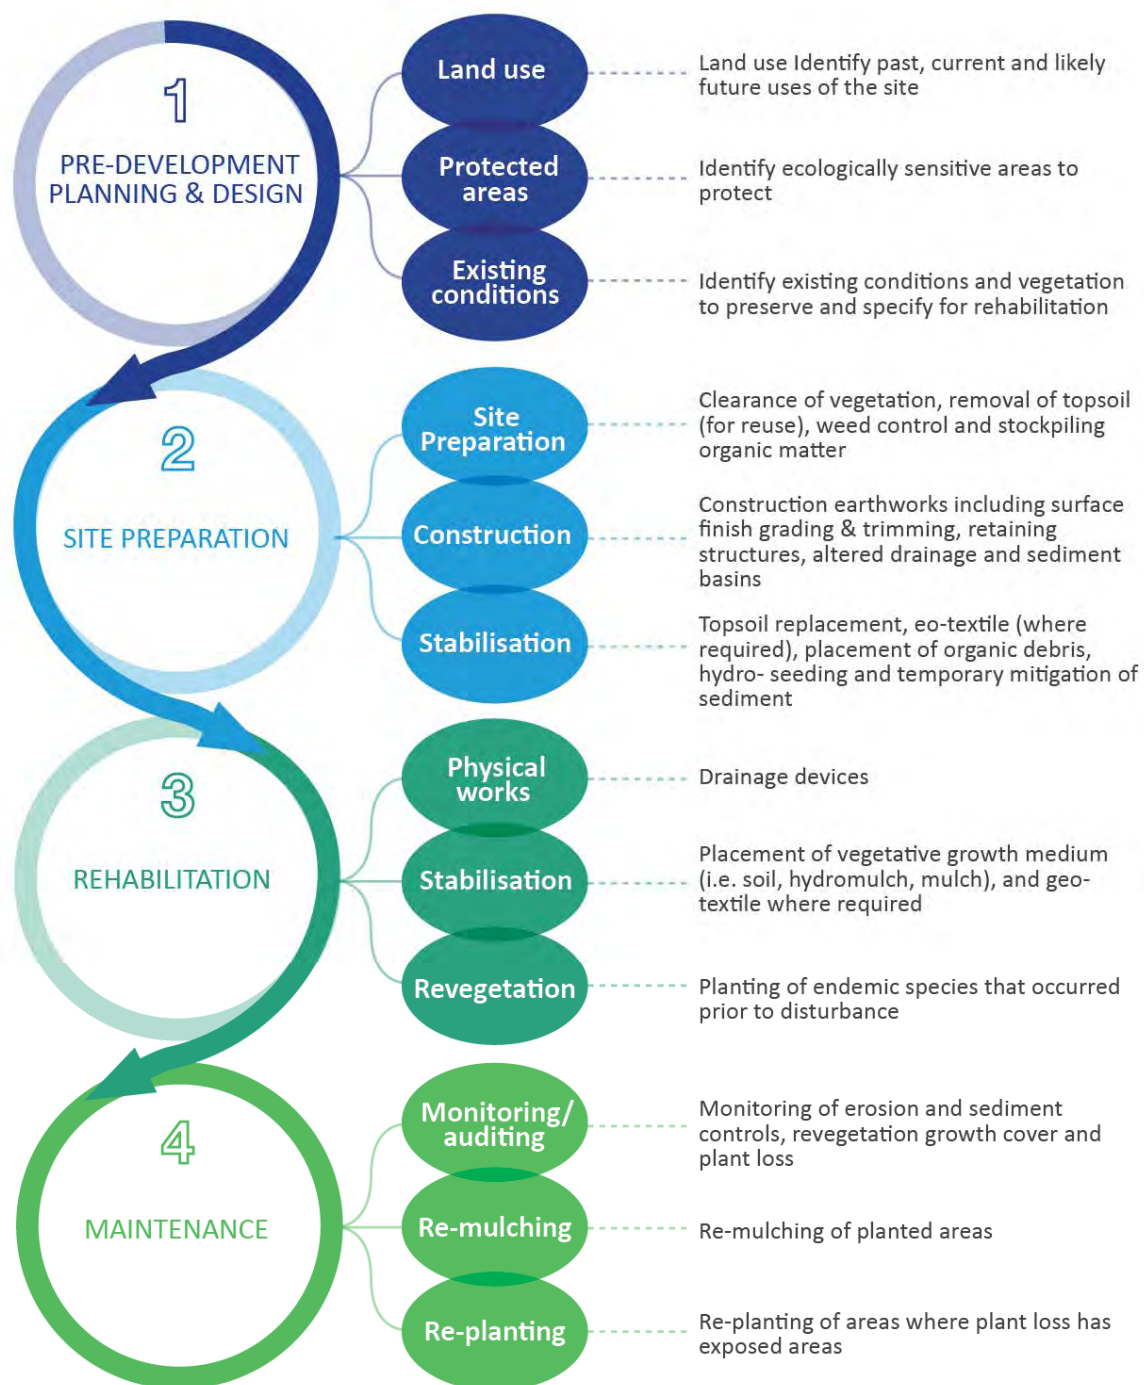 1
PRE-DEVELOPMENT
PLANNING & DESIGN
Land use
Land use Identify past, current and likely
future uses of the site
Protected
areas
Identify ecologically sensitive areas to
protect
Existing
conditions
Identify existing conditions and vegetation
to preserve and specify for rehabilitation
2
SITE PREPARATION
Site
Preparation
Clearance of vegetation, removal of topsoil
(for reuse), weed control and stockpiling
organic matter
Construction
Construction earthworks including surface
finish grading & trimming, retaining
structures, altered drainage and sediment
basins
Stabilisation
Topsoil replacement, eo-textile (where
required), placement of organic debris,
hydro- seeding and temporary mitigation of
sediment
3
REHABILITATION
Physical
works
Drainage devices
Stabilisation
Placement of vegetative growth medium
(i.e. soil, hydromulch, mulch), and geo-
textile where required
Revegetation
Planting of endemic species that occurred
prior to disturbance
4
MAINTENANCE
Monitoring/
auditing
Monitoring of erosion and sediment
controls, revegetation growth cover and
plant loss
Re-mulching
Re-mulching of planted areas
Re-planting
Re-planting of areas where plant loss has
exposed areas